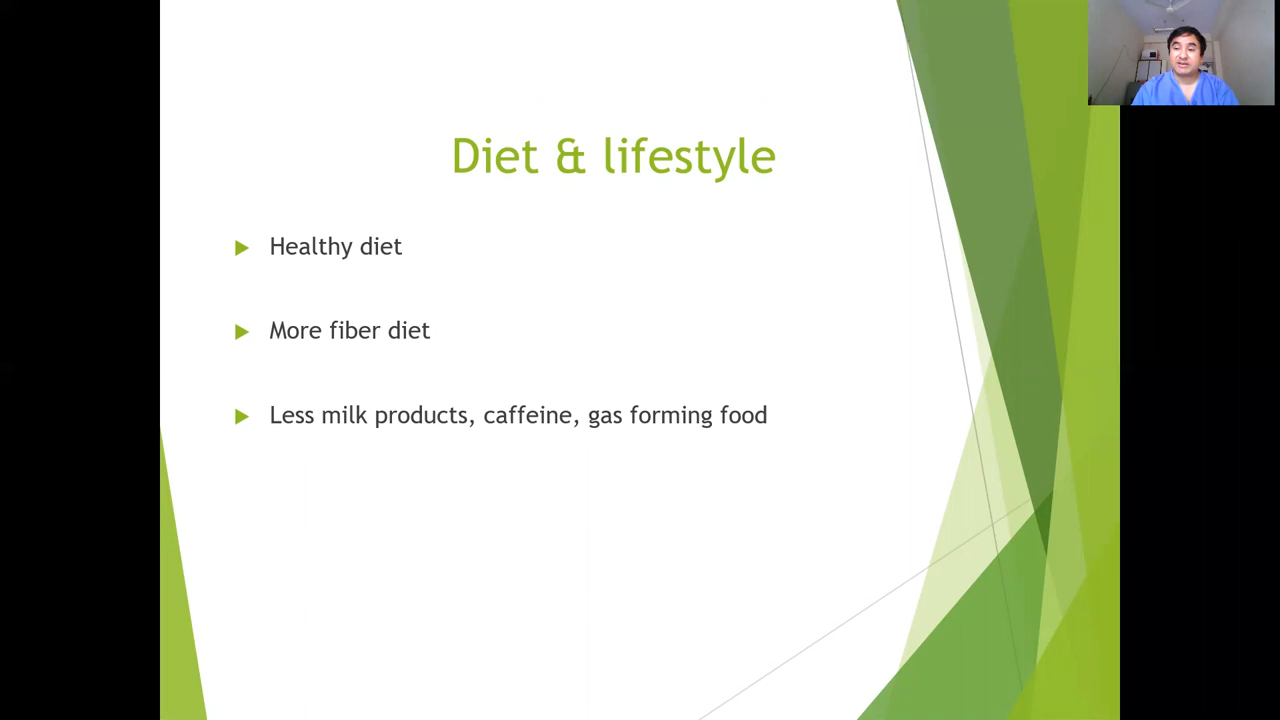 Diet & lifestyle
Healthy diet
More fiber diet
Less milk products, caffeine, gas forming food